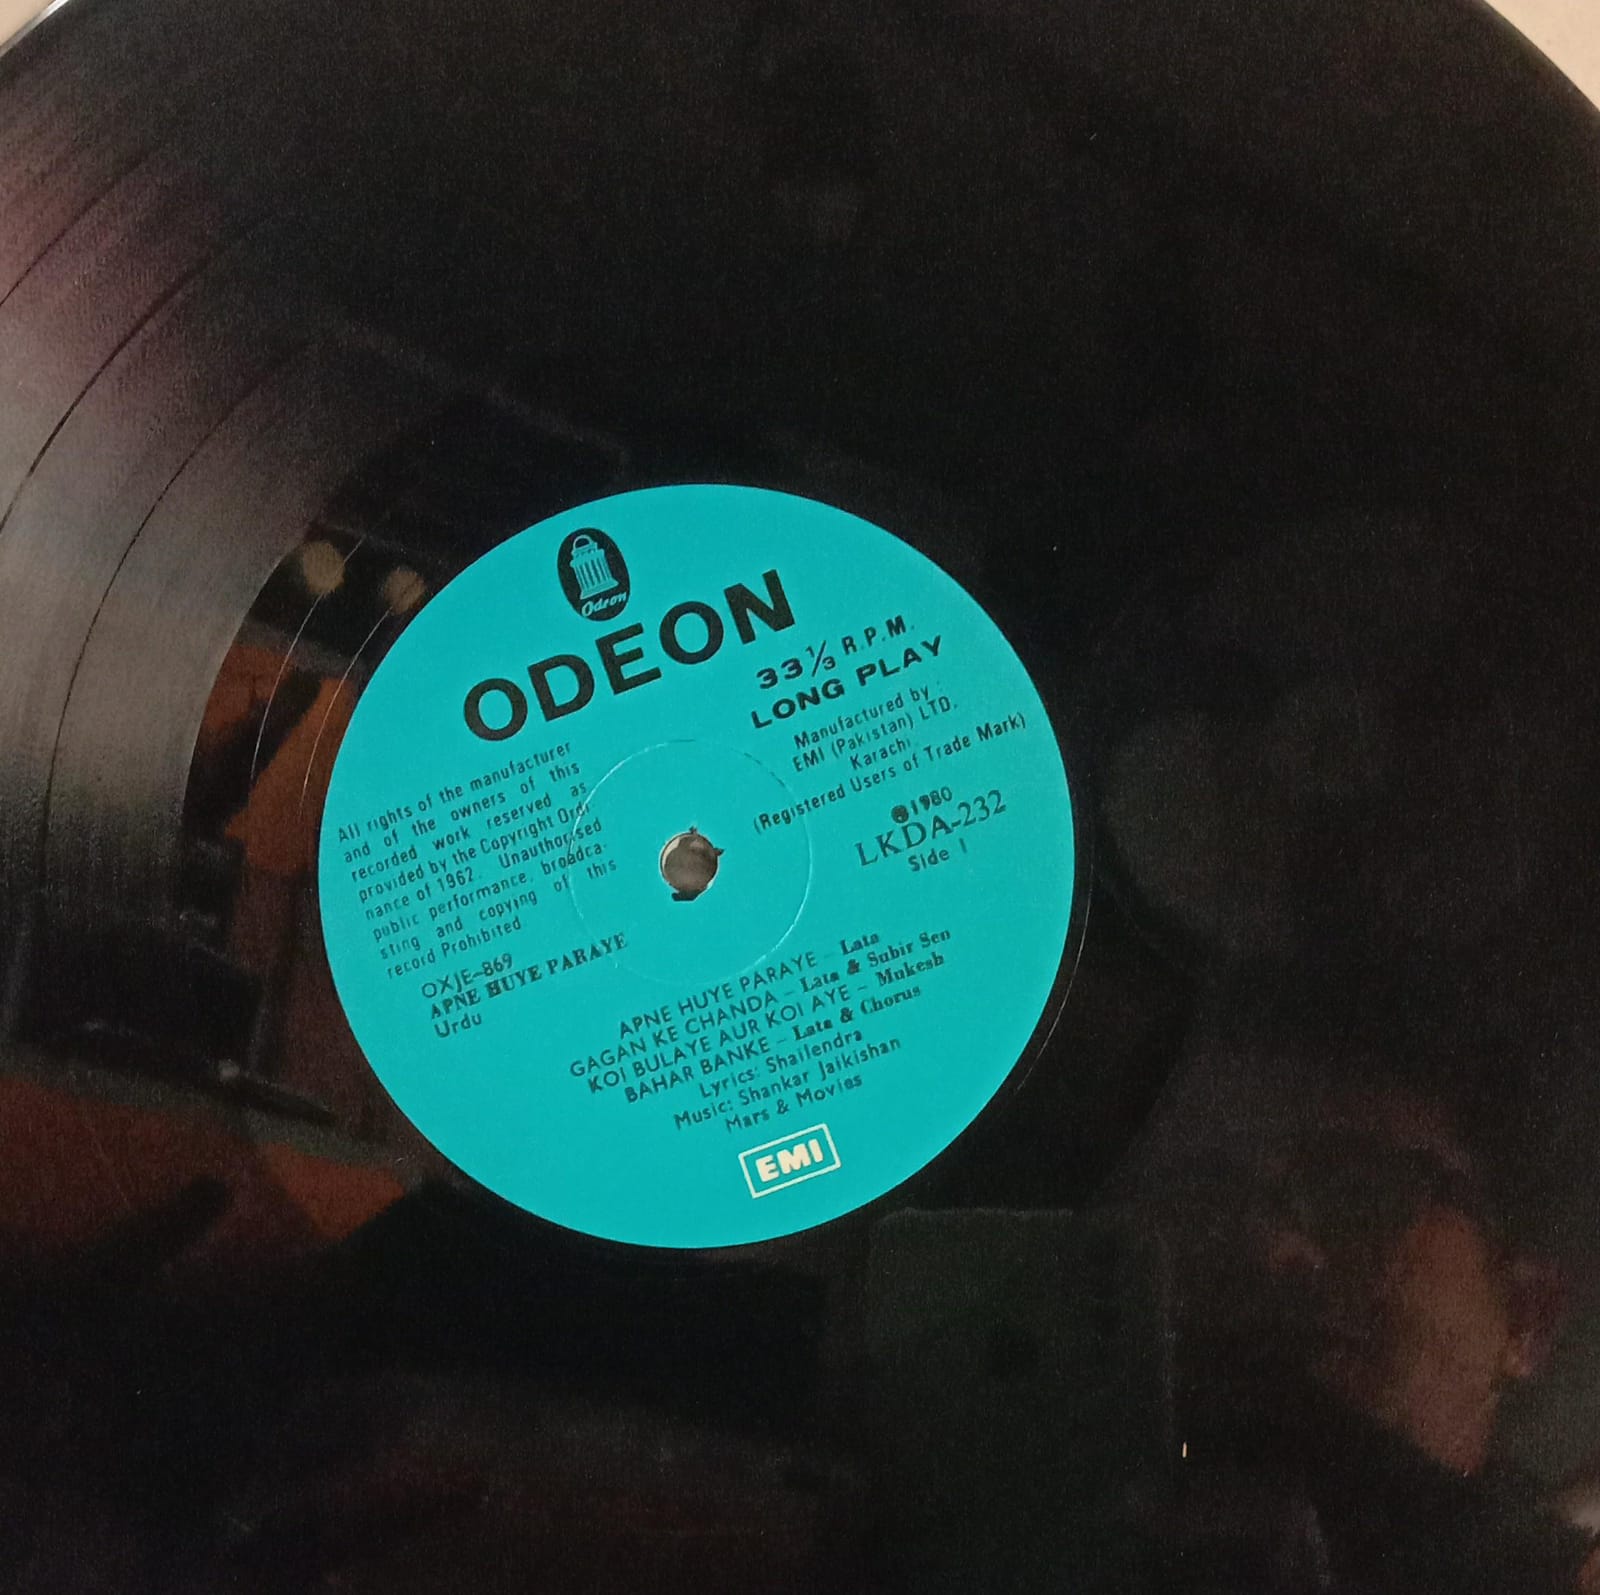 Odeon
ODEON
33⅓ R.P.M.
LONG PLAY
Manufactured by :
EMI (Pakistan) LTD.
Karachi.
(Registered Users of Trade Mark)
℗1980
LKDA-232
Side 1
All rights of the manufacturer
and of the owners of this
recorded work reserved as
provided by the Copyright Ordi
nance of 1962. Unauthorised
public performance, broadca-
sting and copying of this
record Prohibited
OXJE-869
APNE HUYE PARAYE
Urdu
APNE HUYE PARAYE - Lata
GAGAN KE CHANDA - Lata & Subir Sen
KOI BULAYE AUR KOI AYE - Mukesh
BAHAR BANKE - Lata & Chorus
Lyrics: Shailendra
Music: Shankar Jaikishan
Mars & Movies
EMI